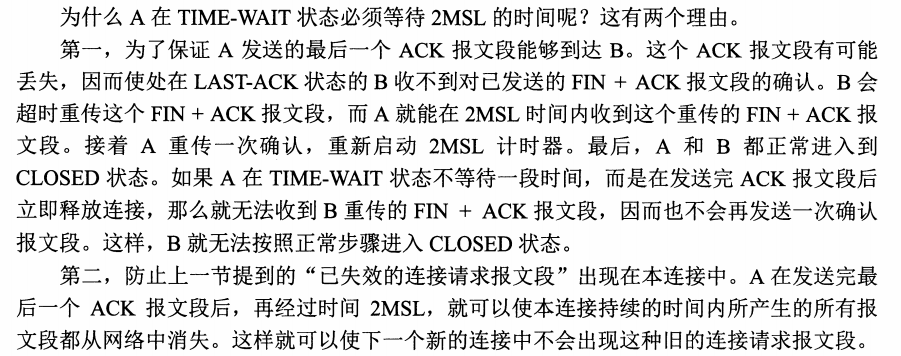 为什么 A 在 TIME-WAIT 状态必须等待 2MSL 的时间呢？这有两个理由。
第一，为了保证 A 发送的最后一个 ACK 报文段能够到达 B。这个 ACK 报文段有可能
丢失，因而使处在 LAST-ACK 状态的 B 收不到对已发送的 FIN + ACK 报文段的确认。B 会
超时重传这个 FIN + ACK 报文段，而 A 就能在 2MSL 时间内收到这个重传的 FIN + ACK 报
文段。接着 A 重传一次确认，重新启动 2MSL 计时器。最后，A 和 B 都正常进入到
CLOSED 状态。如果 A 在 TIME-WAIT 状态不等待一段时间，而是在发送完 ACK 报文段后
立即释放连接，那么就无法收到 B 重传的 FIN + ACK 报文段，因而也不会再发送一次确认
报文段。这样，B 就无法按照正常步骤进入 CLOSED 状态。
第二，防止上一节提到的“已失效的连接请求报文段”出现在本连接中。A 在发送完最
后一个 ACK 报文段后，再经过时间 2MSL，就可以使本连接持续的时间内所产生的所有报
文段都从网络中消失。这样就可以使下一个新的连接中不会出现这种旧的连接请求报文段。